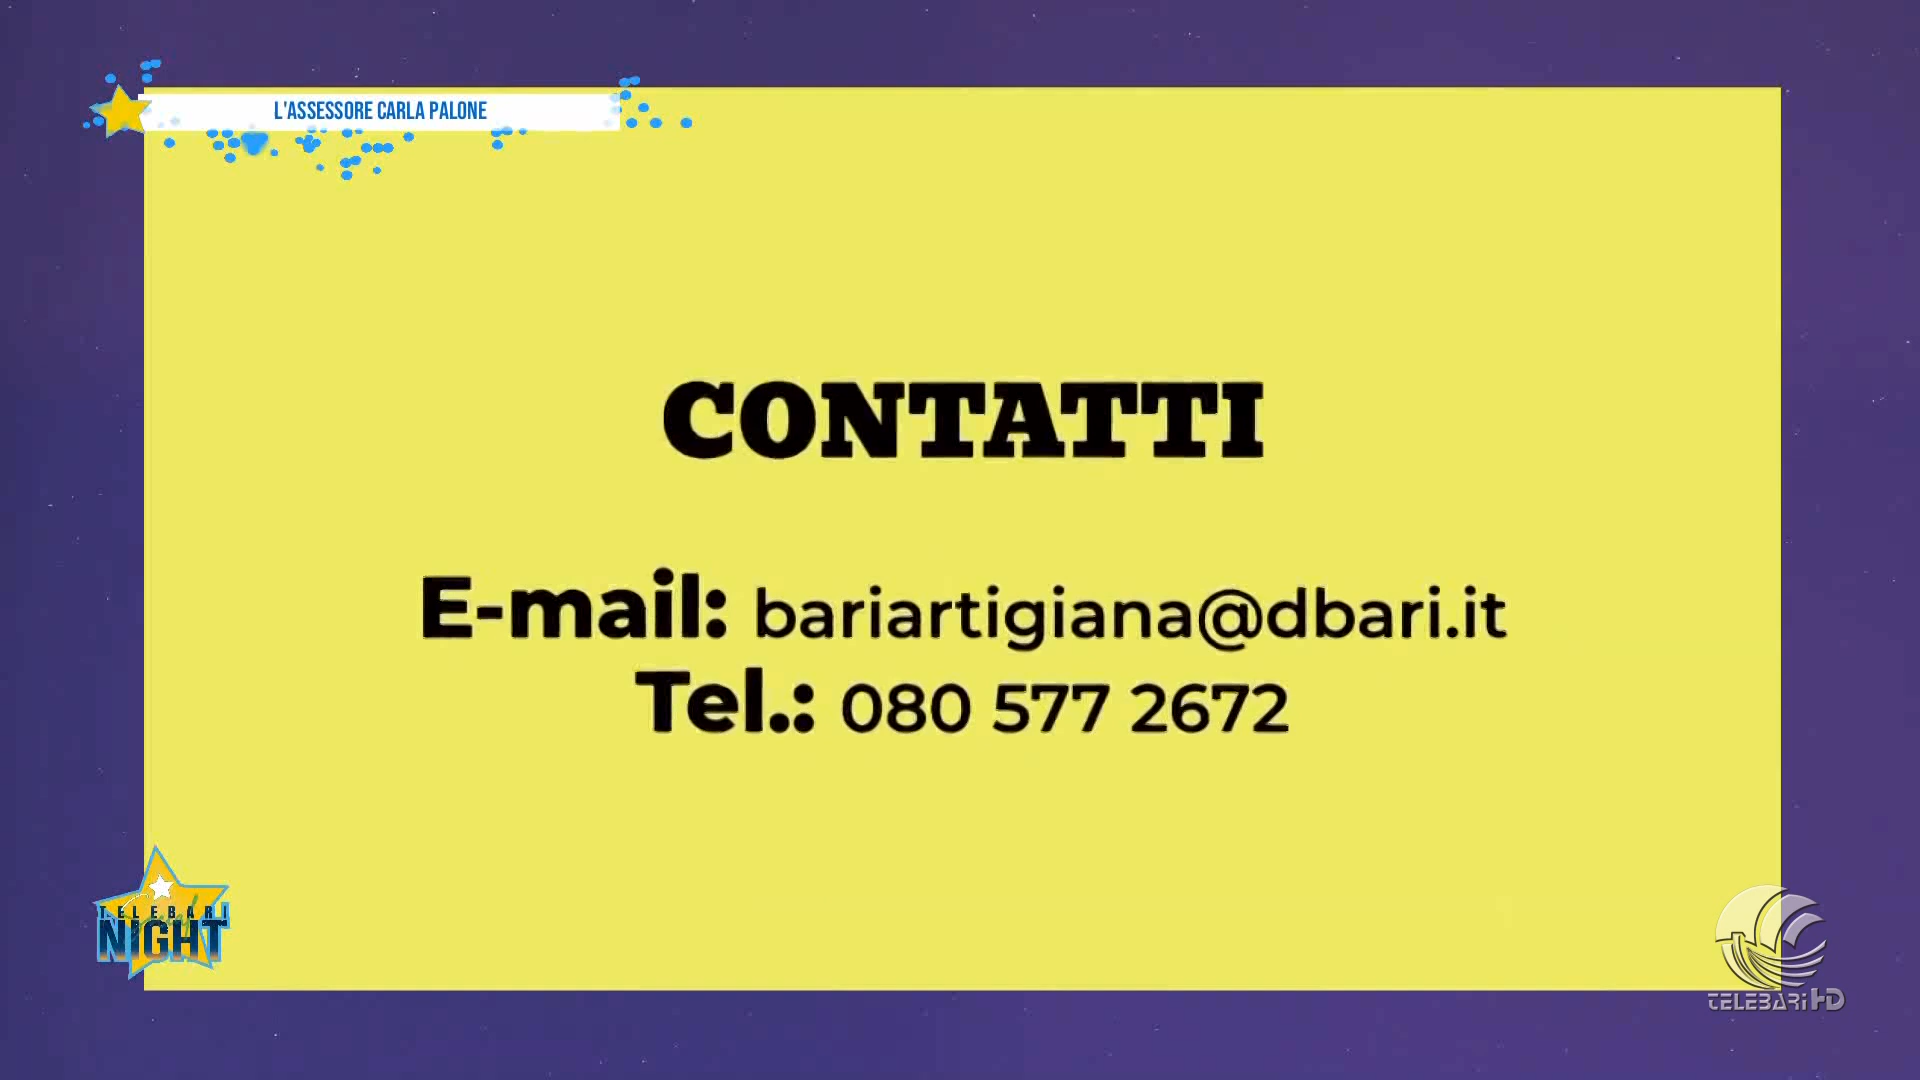 L'ASSESSORE CARLA PALONE
CONTATTI
E-mail: bariartigiana@dbari.it
Tel.: 080 577 2672
TELEBARI
NIGHT
TELEBARI HD